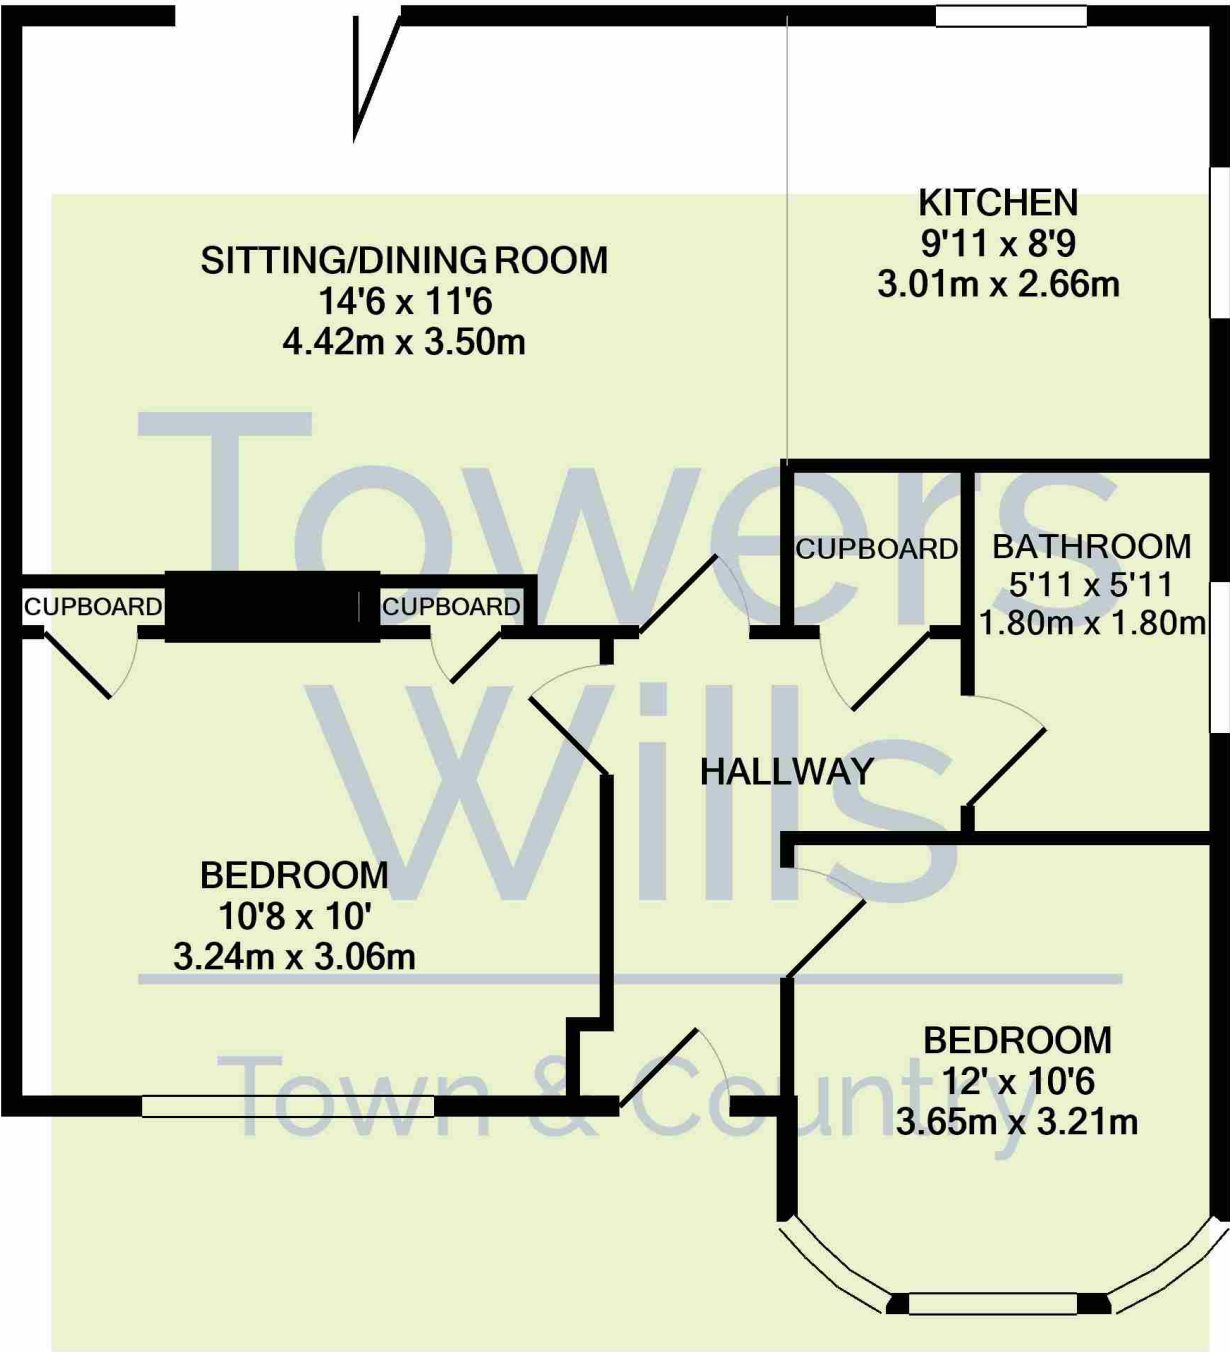 SITTING/DINING ROOM
14'6 x 11'6
4.42m x 3.50m
KITCHEN
9'11 x 8'9
3.01m x 2.66m
Towers
Wills
Town & Country
CUPBOARD
BATHROOM
5'11 x 5'11
1.80m x 1.80m
CUPBOARD
CUPBOARD
HALLWAY
BEDROOM
10'8 x 10'
3.24m x 3.06m
BEDROOM
12' x 10'6
3.65m x 3.21m